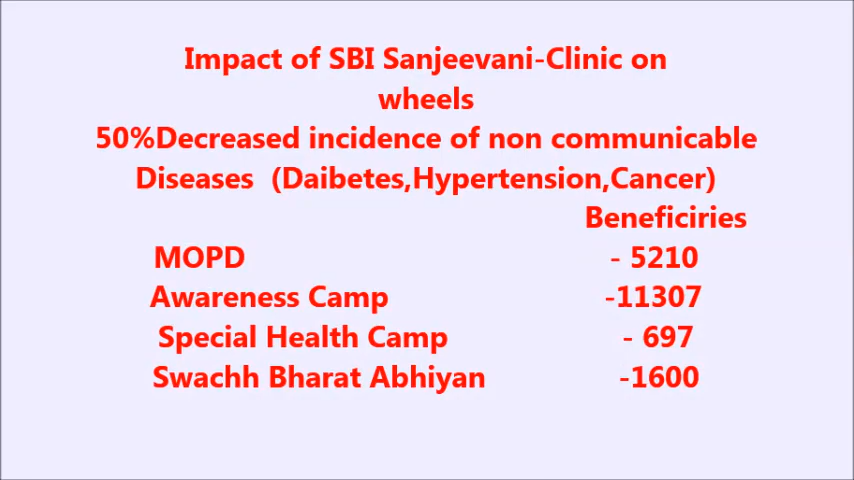 Impact of SBI Sanjeevani-Clinic on
wheels
50%Decreased incidence of non communicable
Diseases (Daibetes,Hypertension,Cancer)
Beneficiries
MOPD - 5210
Awareness Camp -11307
Special Health Camp - 697
Swachh Bharat Abhiyan -1600